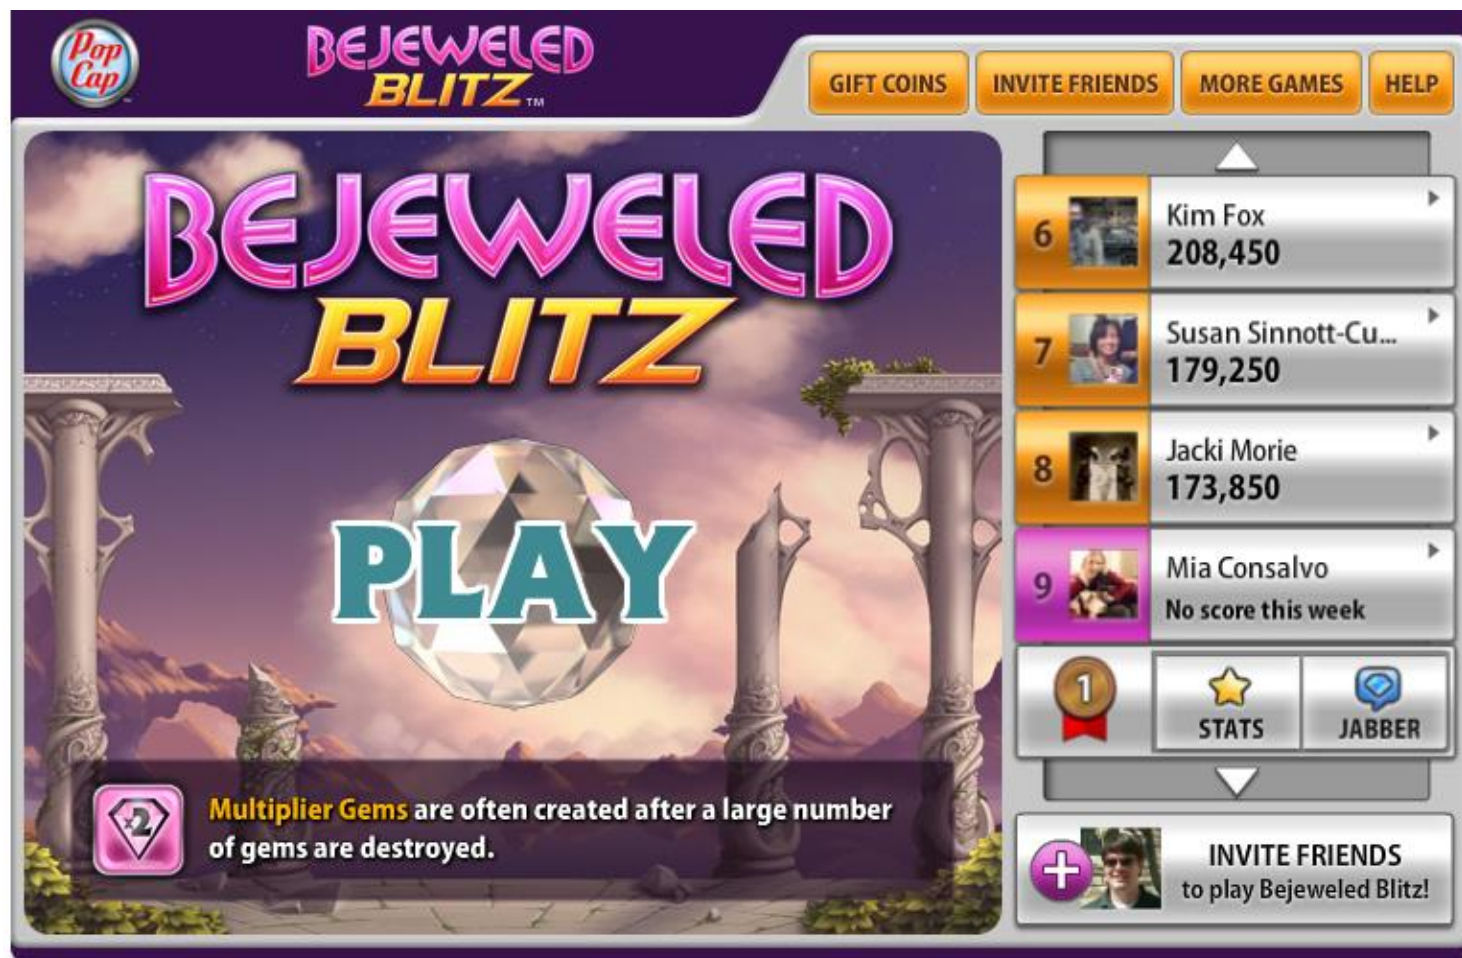 Pop
Cap
BEJEWELED
BLITZ™
GIFT COINS
INVITE FRIENDS
MORE GAMES
HELP
BEJEWELED
BLITZ
PLAY
x2
Multiplier Gems are often created after a large number
of gems are destroyed.
6
Kim Fox
208,450
7
Susan Sinnott-Cu...
179,250
8
Jacki Morie
173,850
9
Mia Consalvo
No score this week
1
STATS
JABBER
INVITE FRIENDS
to play Bejeweled Blitz!